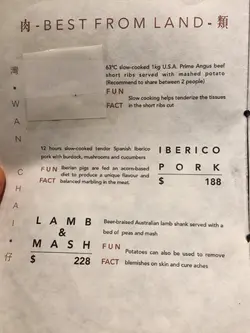 肉 -BEST FROM LAND- 類
灣•WAN CHAI•仔
63°C slow-cooked 1kg U.S.A. Prime Angus beef
short ribs served with mashed potato
(Recommend to share between 2 people)
FUN FACT
Slow cooking helps tenderize the tissues
in the short ribs cut
12 hours slow-cooked tender Spanish Iberico
pork with burdock, mushrooms and cucumbers
FUN FACT
Iberian pigs are fed an acorn-based
diet to produce a unique flavour and
balanced marbling in the meat.
IBERICO
PORK
$ 188
LAMB
&
MASH
$ 228
Beer-braised Australian lamb shank served with a
bed of peas and mash
FUN FACT
Potatoes can also be used to remove
blemishes on skin and cure aches